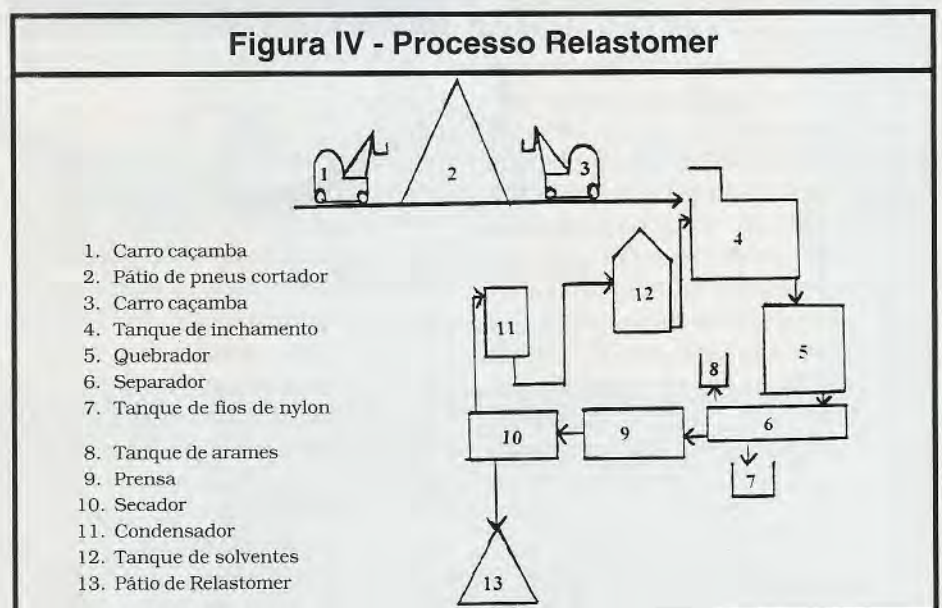 Figura IV - Processo Relastomer
1
2
3
4
1. Carro caçamba
2. Pátio de pneus cortador
3. Carro caçamba
4. Tanque de inchamento
5. Quebrador
6. Separador
7. Tanque de fios de nylon
8. Tanque de arames
9. Prensa
10. Secador
11. Condensador
12. Tanque de solventes
13. Pátio de Relastomer
12
11
5
8
6
9
10
7
13